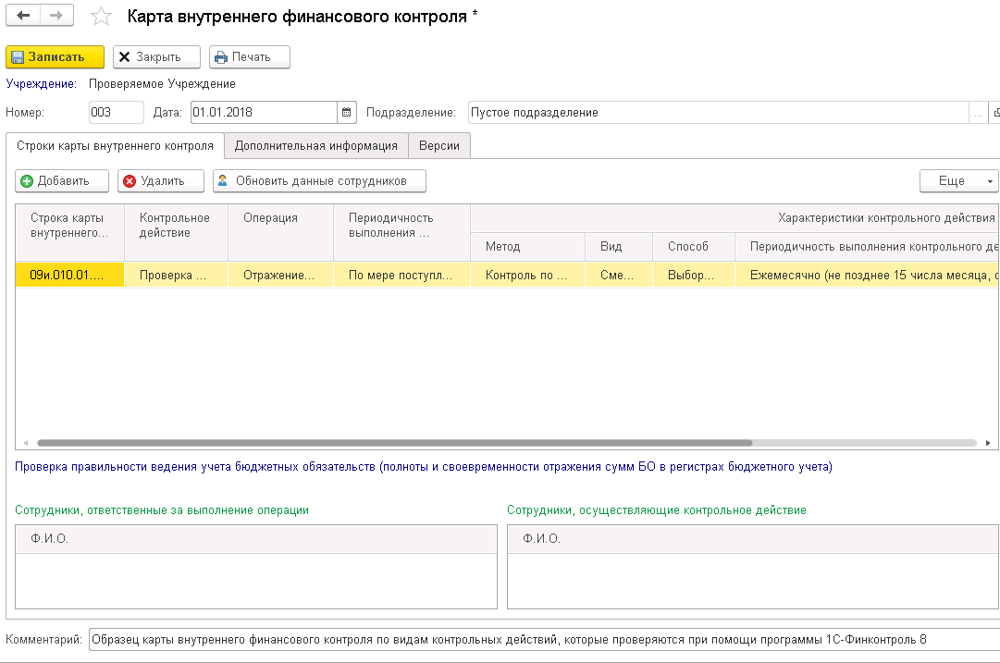 Карта внутреннего финансового контроля *
Записать Закрыть Печать
Учреждение: Проверяемое Учреждение
Номер: 003 Дата: 01.01.2018 Подразделение: Пустое подразделение ...
Строки карты внутреннего контроля Дополнительная информация Версии
Добавить Удалить Обновить данные сотрудников Еще
Строка карты внутреннего...
Контрольное действие
Операция
Периодичность выполнения ...
Характеристики контрольного действия
Метод Вид Способ Периодичность выполнения контрольного де
09и.010.01.... Проверка ... Отражение... По мере поступл... Контроль по ... Сме... Выбор... Ежемесячно (не позднее 15 числа месяца, с
Проверка правильности ведения учета бюджетных обязательств (полноты и своевременности отражения сумм БО в регистрах бюджетного учета)
Сотрудники, ответственные за выполнение операции
Ф.И.О.
Сотрудники, осуществляющие контрольное действие
Ф.И.О.
Комментарий: Образец карты внутреннего финансового контроля по видам контрольных действий, которые проверяются при помощи программы 1С-Финконтроль 8